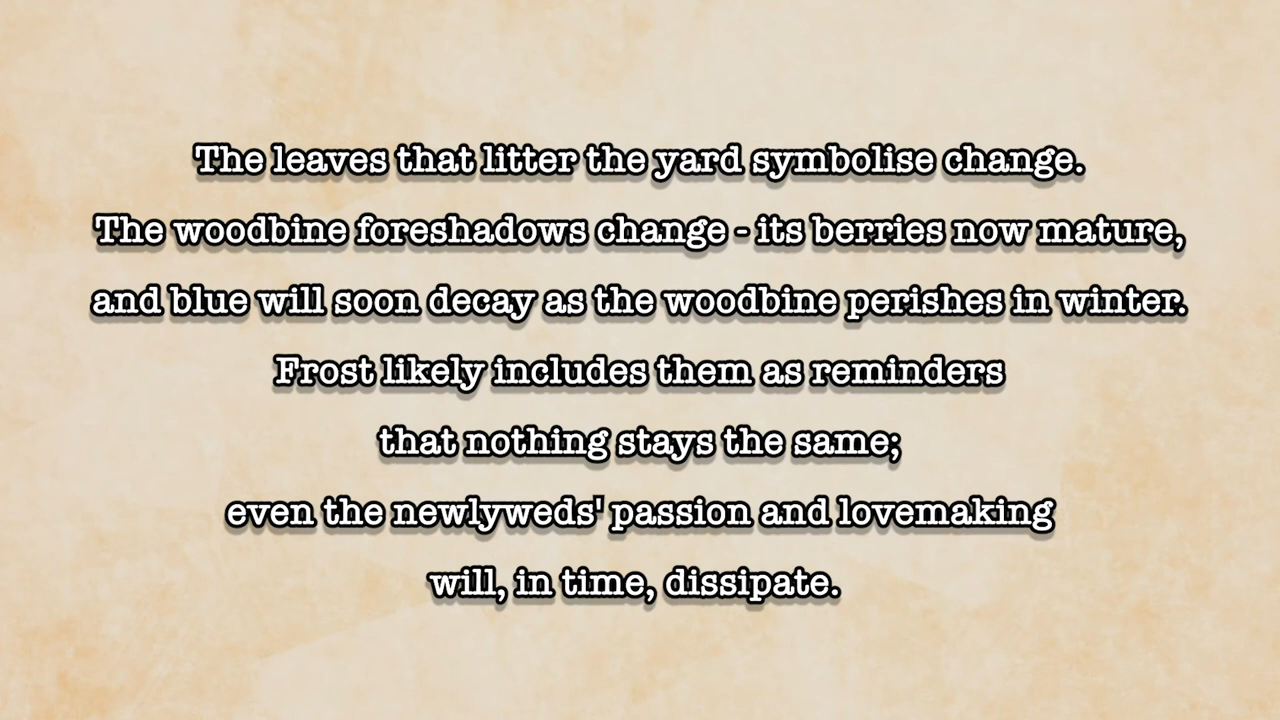 The leaves that litter the yard symbolise change.
The woodbine foreshadows change - its berries now mature,
and blue will soon decay as the woodbine perishes in winter.
Frost likely includes them as reminders
that nothing stays the same;
even the newlyweds' passion and lovemaking
will, in time, dissipate.